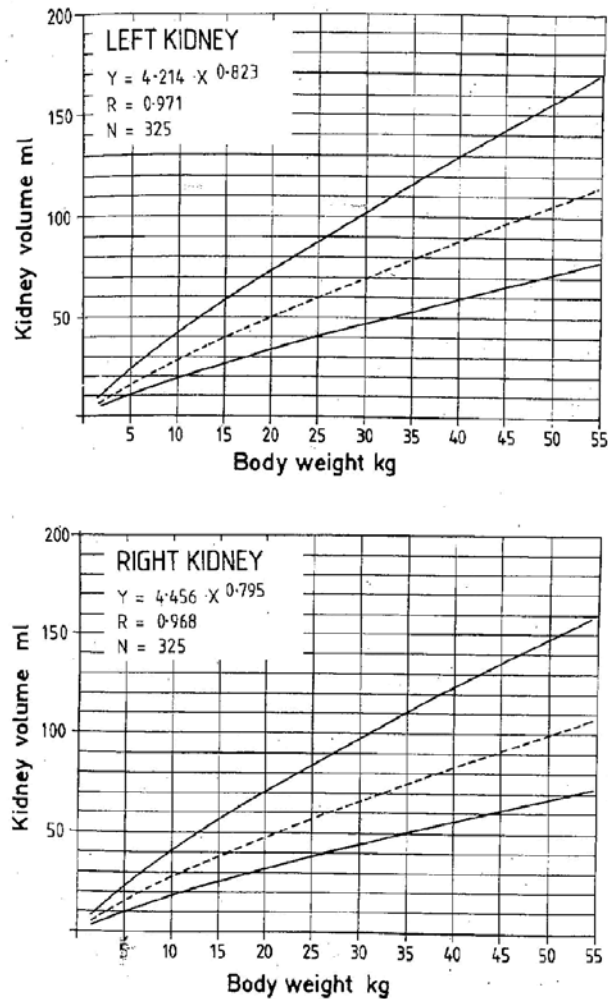 200
LEFT KIDNEY
Y = 4·214 ·X 0·823
R = 0·971
N = 325
150
100
50
Kidney volume ml
5 10 15 20 25 30 35 40 45 50 55
Body weight kg
200
RIGHT KIDNEY
Y = 4·456 ·X 0·795
R = 0·968
N = 325
150
100
50
Kidney volume ml
10 15 20 25 30 35 40 45 50 55
Body weight kg